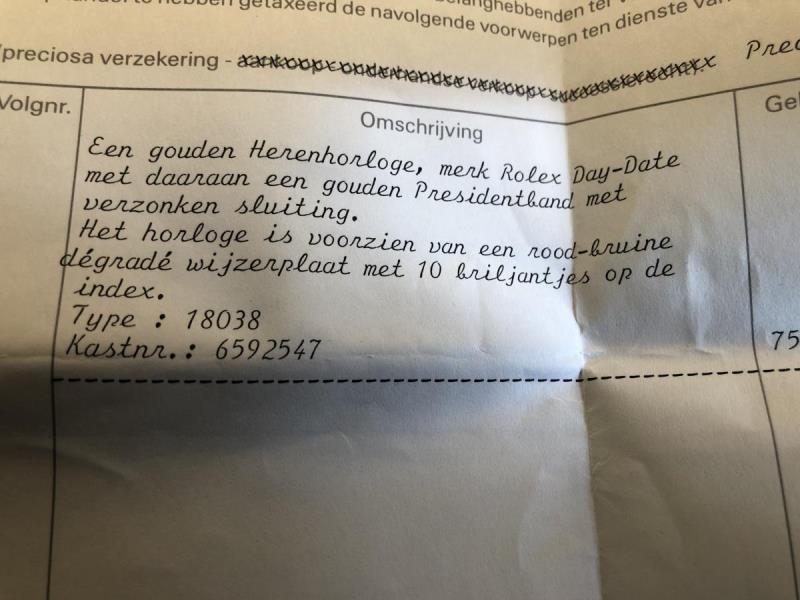 hebben getaxeerd de navolgende voorwerpen ten dienste
preciosa verzekering -
Volgnr.
Omschrijving
Een gouden Herenhorloge, merk Rolex Day-Date
met daaraan een gouden Presidentband met
verzonken sluiting.
Het horloge is voorzien van een rood-bruine
dégradé wijzerplaat met 10 briljantjes op de
index.
Type : 18038
Kastnr.: 6592547
75